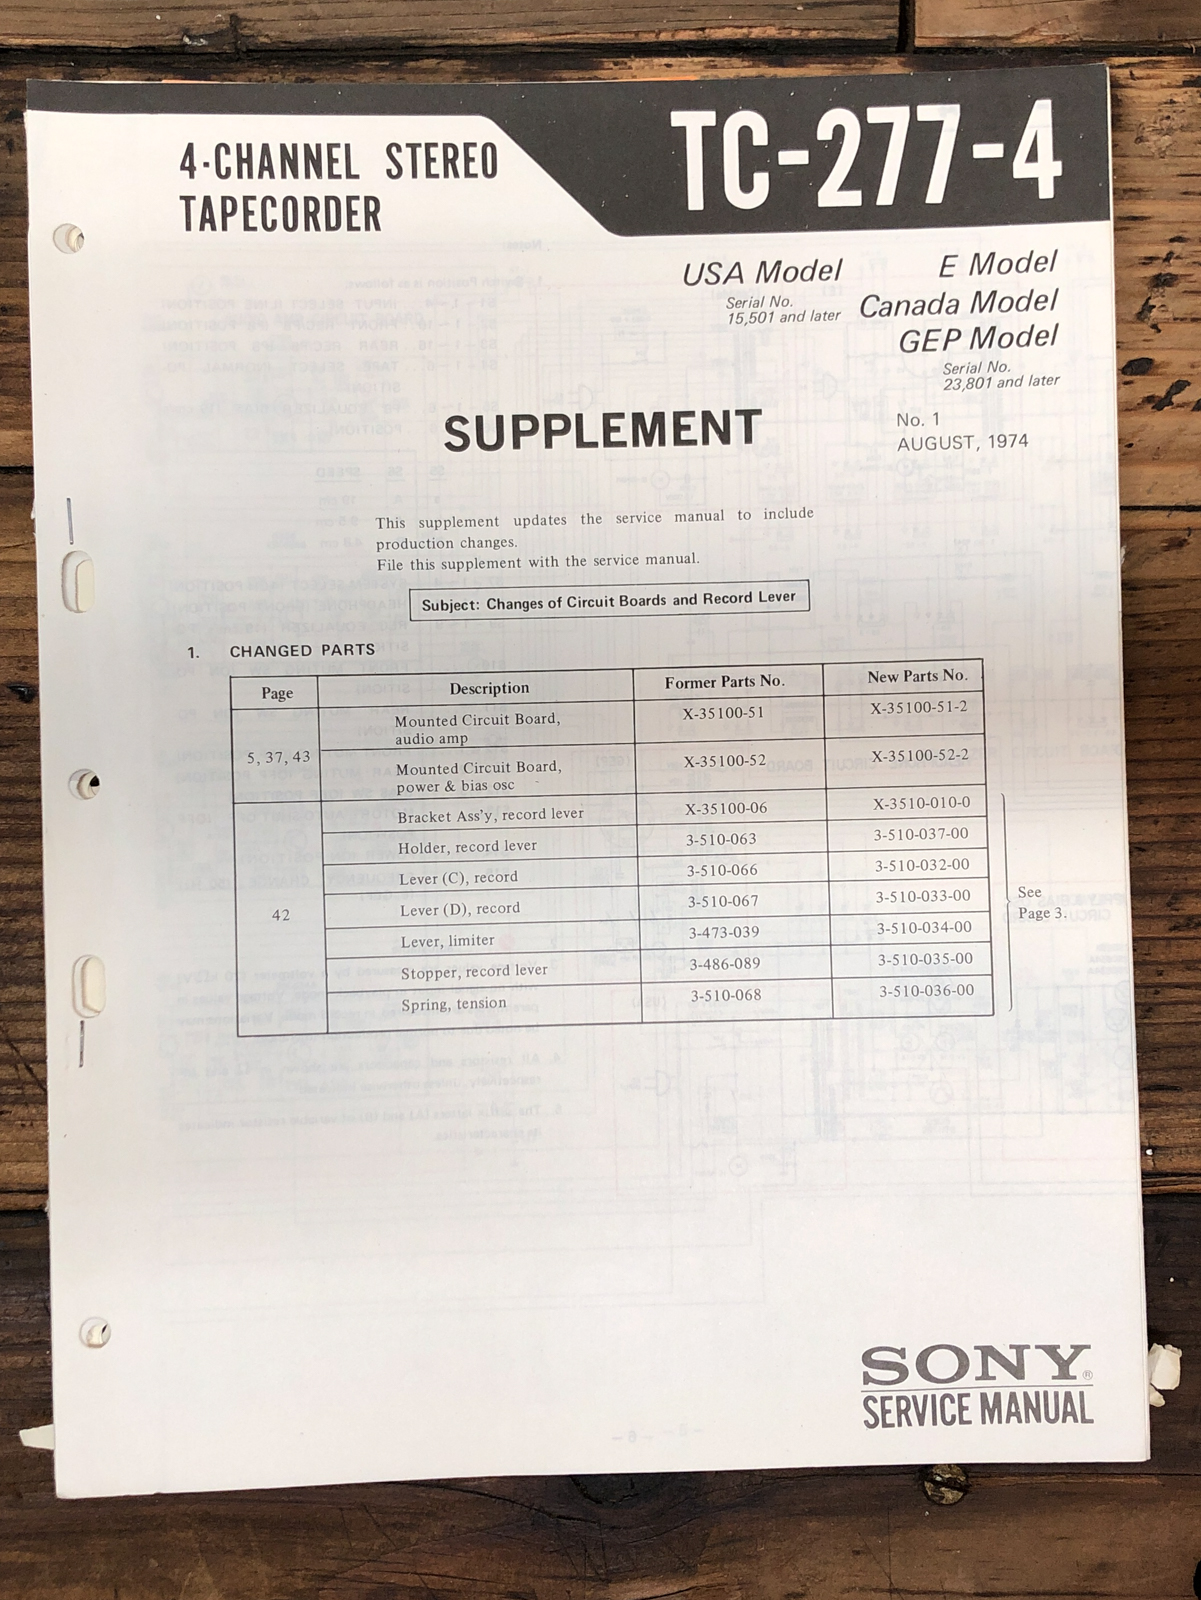 4-CHANNEL STEREO
TAPECORDER
TC-277-4
USA Model
Serial No.
15,501 and later
E Model
Canada Model
GEP Model
Serial No.
23,801 and later
SUPPLEMENT
No. 1
AUGUST, 1974
This supplement updates the service manual to include
production changes.
File this supplement with the service manual.
Subject: Changes of Circuit Boards and Record Lever
1. CHANGED PARTS
Page Description Former Parts No. New Parts No.
5, 37, 43 Mounted Circuit Board, audio amp X-35100-51 X-35100-51-2
Mounted Circuit Board, power & bias osc X-35100-52 X-35100-52-2
42 Bracket Ass'y, record lever X-35100-06 X-3510-010-0
Holder, record lever 3-510-063 3-510-037-00
Lever (C), record 3-510-066 3-510-032-00
Lever (D), record 3-510-067 3-510-033-00
Lever, limiter 3-473-039 3-510-034-00
Stopper, record lever 3-486-089 3-510-035-00
Spring, tension 3-510-068 3-510-036-00
See
Page 3.
SONY®
SERVICE MANUAL